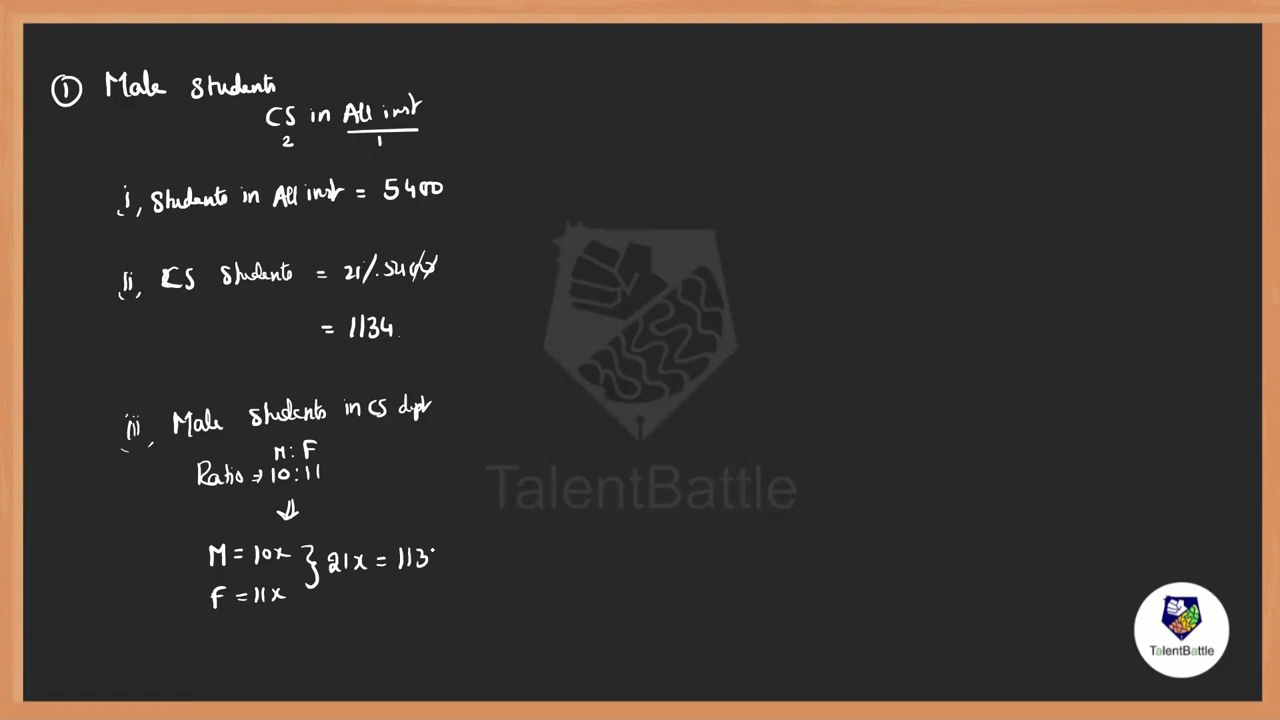 ① Male Students
CS in All inst
2 1
i, Students in All inst = 5400
ii, CS Students = 21%.5400
= 1134
iii, Male Students in CS dept
M : F
Ratio → 10 : 11
M = 10x } 21x = 113
F = 11x
TalentBattle
TalentBattle